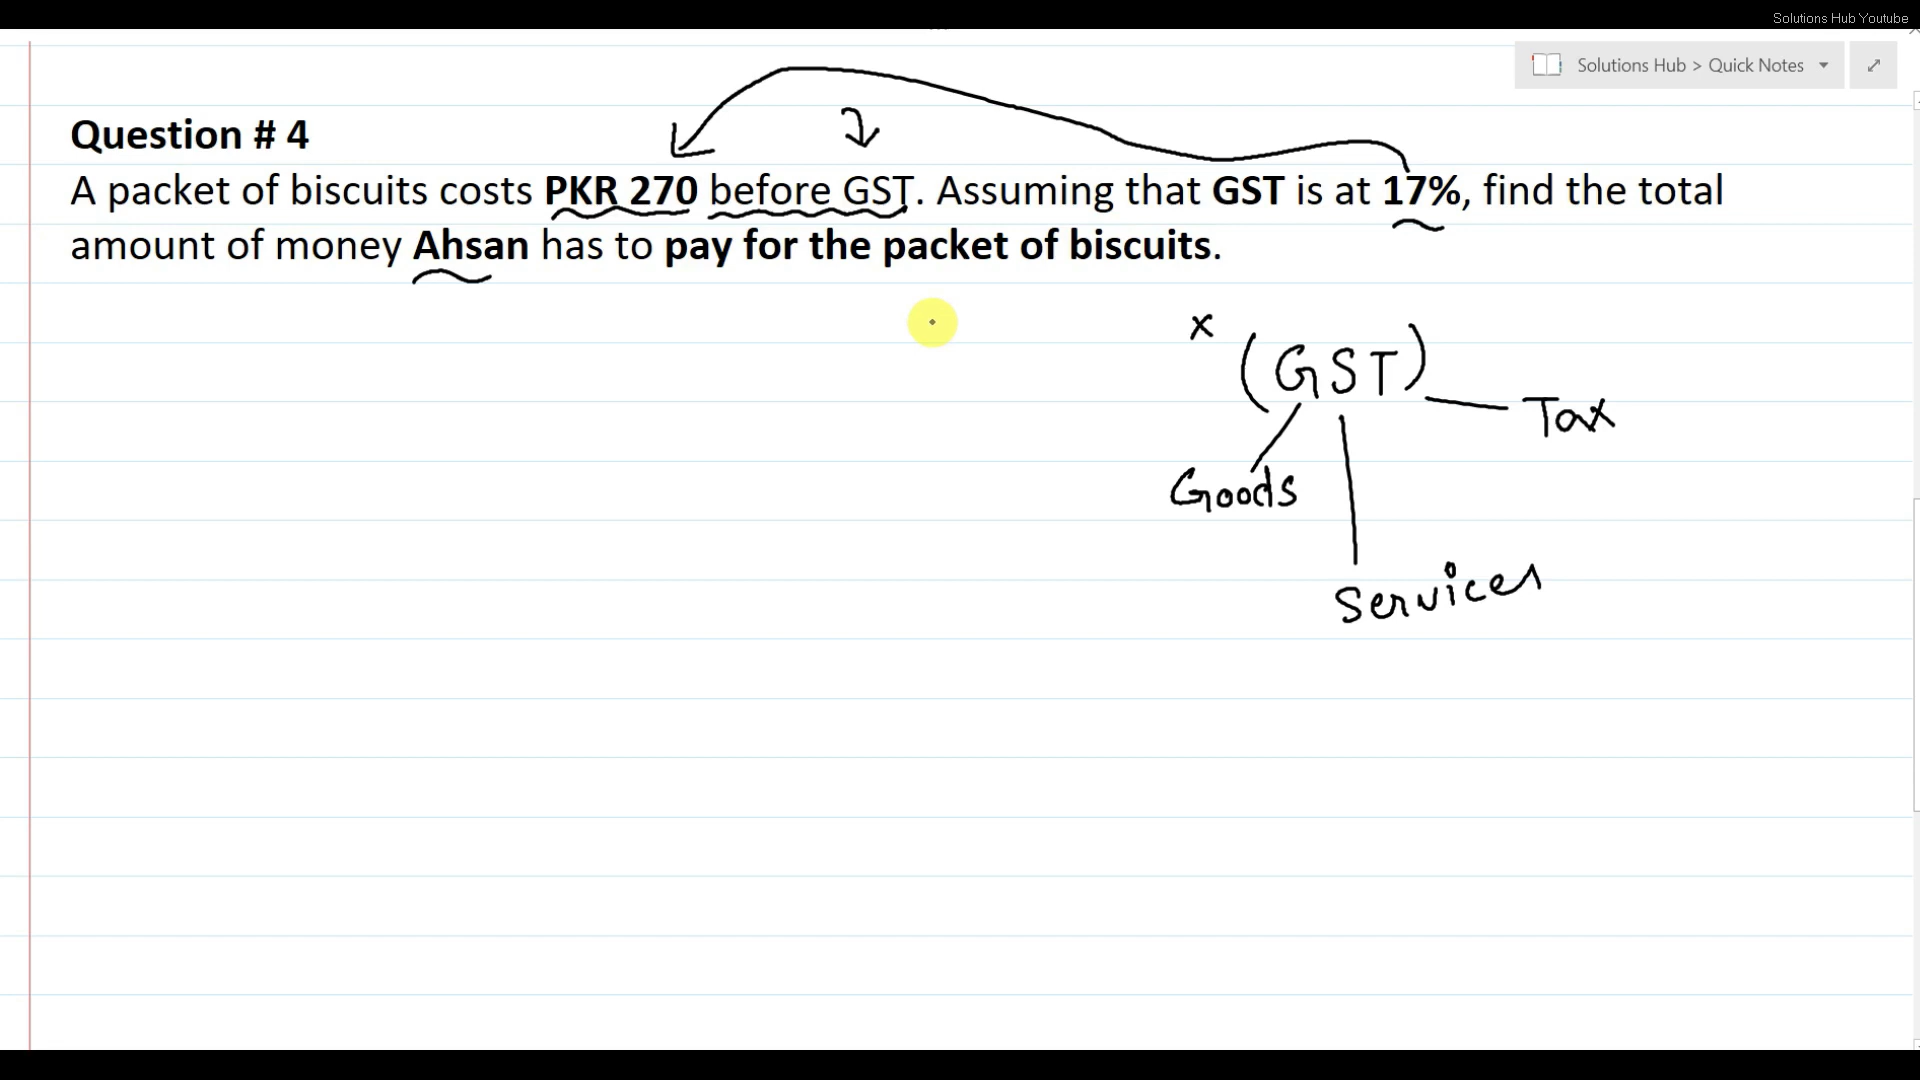 Solutions Hub Youtube
Solutions Hub > Quick Notes
Question # 4
A packet of biscuits costs PKR 270 before GST. Assuming that GST is at 17%, find the total
amount of money Ahsan has to pay for the packet of biscuits.
x (GST)
Tax
Goods
Services